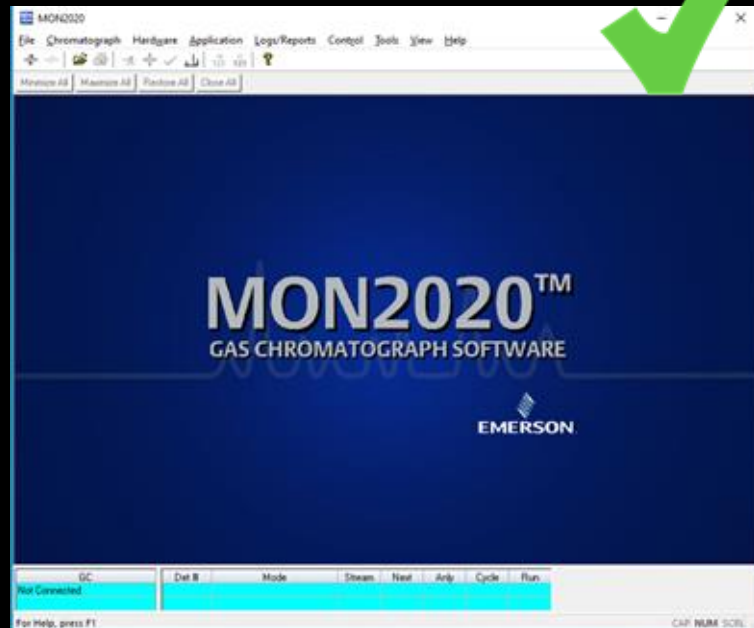 MON2020
File Chromatograph Hardware Application Logs/Reports Control Tools View Help
Minimize All Maximize All Restore All Close All
MON2020™
GAS CHROMATOGRAPH SOFTWARE
EMERSON
GC Det # Mode Stream Next Anly Cycle Run
Not Connected
For Help, press F1 CAP NUM SCRL